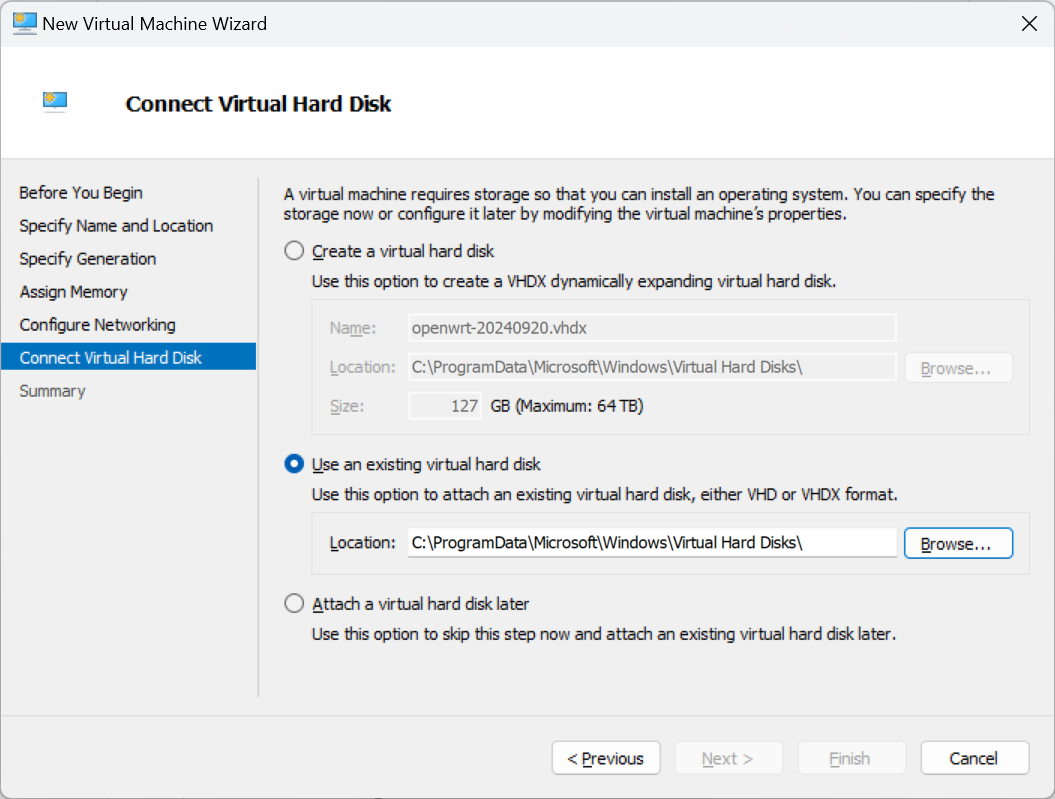 New Virtual Machine Wizard
Connect Virtual Hard Disk
Before You Begin
Specify Name and Location
Specify Generation
Assign Memory
Configure Networking
Connect Virtual Hard Disk
Summary
A virtual machine requires storage so that you can install an operating system. You can specify the
storage now or configure it later by modifying the virtual machine's properties.
Create a virtual hard disk
Use this option to create a VHDX dynamically expanding virtual hard disk.
Name: openwrt-20240920.vhdx
Location: C:\ProgramData\Microsoft\Windows\Virtual Hard Disks\ Browse...
Size: 127 GB (Maximum: 64 TB)
Use an existing virtual hard disk
Use this option to attach an existing virtual hard disk, either VHD or VHDX format.
Location: C:\ProgramData\Microsoft\Windows\Virtual Hard Disks\ Browse...
Attach a virtual hard disk later
Use this option to skip this step now and attach an existing virtual hard disk later.
< Previous Next > Finish Cancel